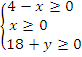 4 − x ≥ 0
x ≥ 0
18 + y ≥ 0